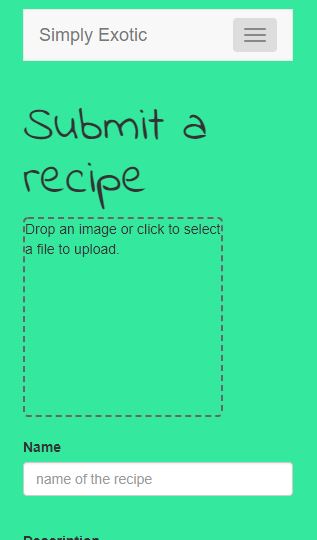 Simply Exotic
Submit a
recipe
Drop an image or click to select
a file to upload.
Name
name of the recipe
Description